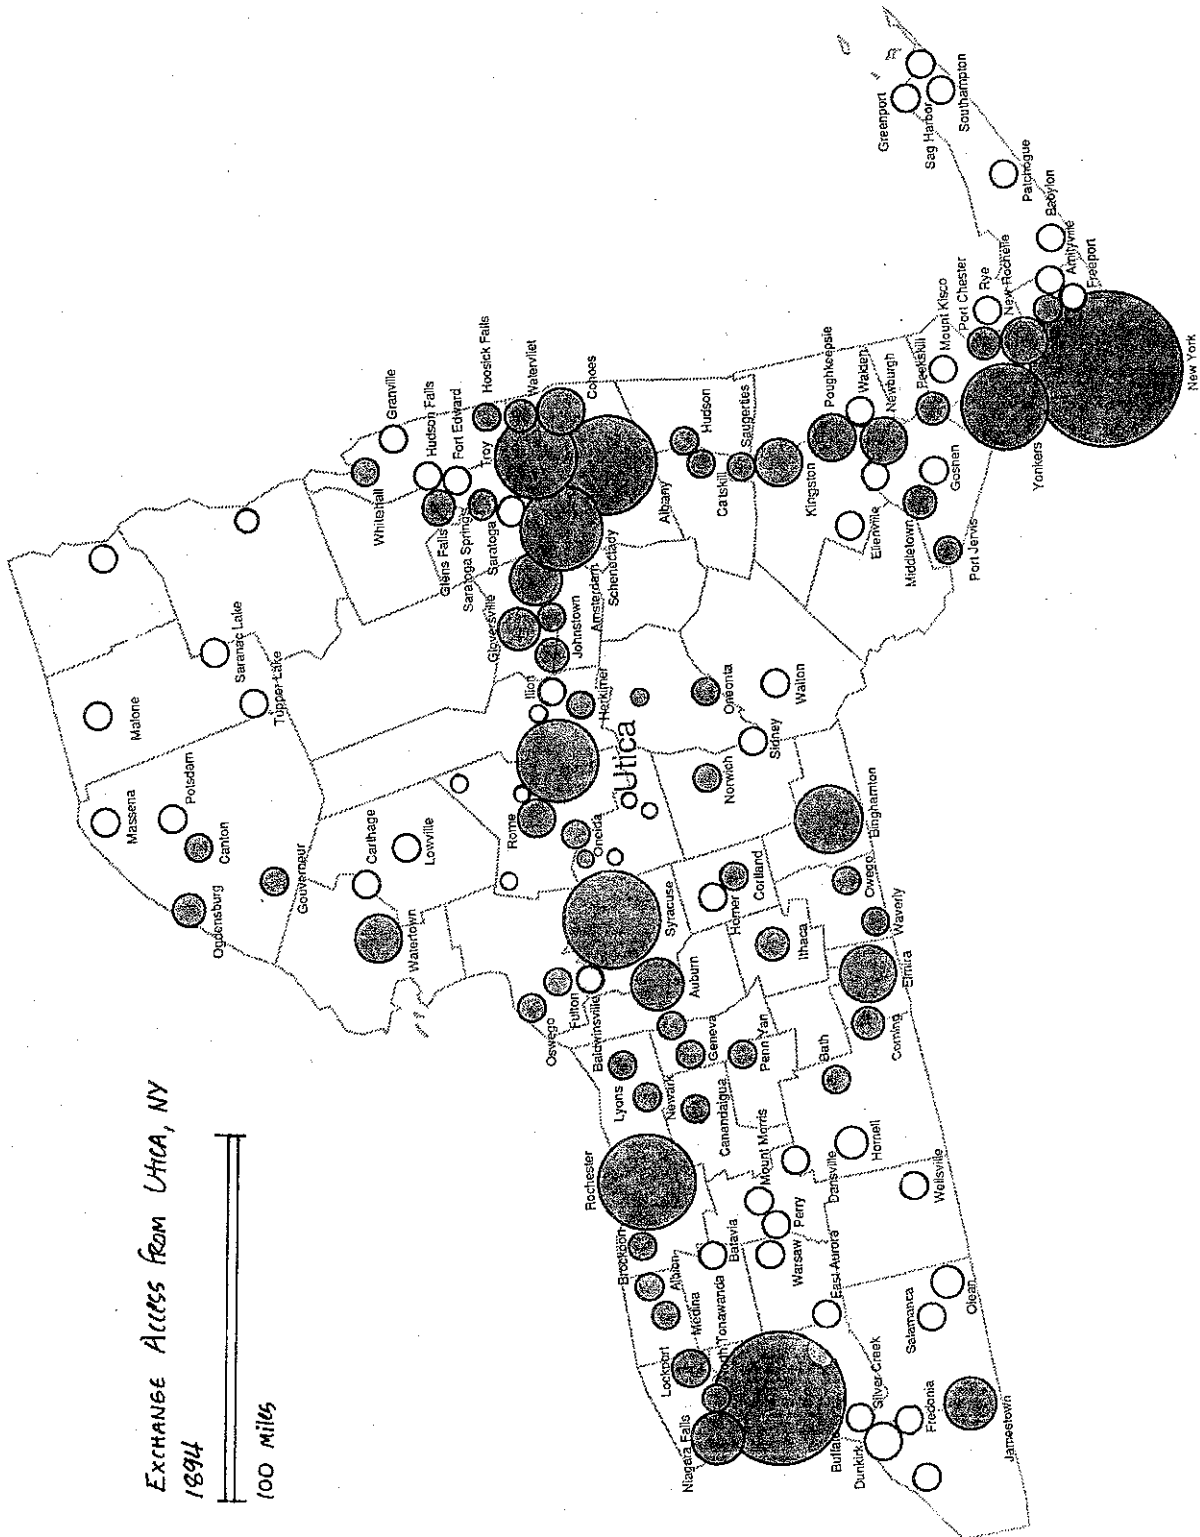 EXCHANGE ACCESS FROM UTICA, NY
1894
100 MILES
Massena
Malone
Potsdam
Canton
Ogdensburg
Gouverneur
Saranac Lake
Tupper Lake
Carthage
Lowville
Watertown
Whitehall
Granville
Hudson Falls
Fort Edward
Glens Falls
Saratoga Springs
Saratoga
Troy
Hoosick Falls
Watervliet
Cohoes
Gloversville
Johnstown
Amsterdam
Schenectady
Albany
Ilion
Herkimer
Utica
Rome
Oneida
Syracuse
Oswego
Fulton
Baldwinsville
Auburn
Lyons
Newark
Geneva
Canandaigua
Penn Yan
Rochester
Brockport
Albion
Medina
Lockport
North Tonawanda
Niagara Falls
Buffalo
Batavia
Mount Morris
Perry
Warsaw
Dansville
East Aurora
Silver Creek
Dunkirk
Fredonia
Jamestown
Salamanca
Olean
Wellsville
Hornell
Bath
Corning
Elmira
Waverly
Owego
Ithaca
Homer
Cortland
Norwich
Binghamton
Sidney
Oneonta
Walton
Hudson
Catskill
Saugerties
Kingston
Poughkeepsie
Walden
Newburgh
Ellenville
Middletown
Goshen
Port Jervis
Peekskill
Mount Kisco
Port Chester
Rye
New Rochelle
Yonkers
New York
Freeport
Amityville
Babylon
Patchogue
Southampton
Sag Harbor
Greenport